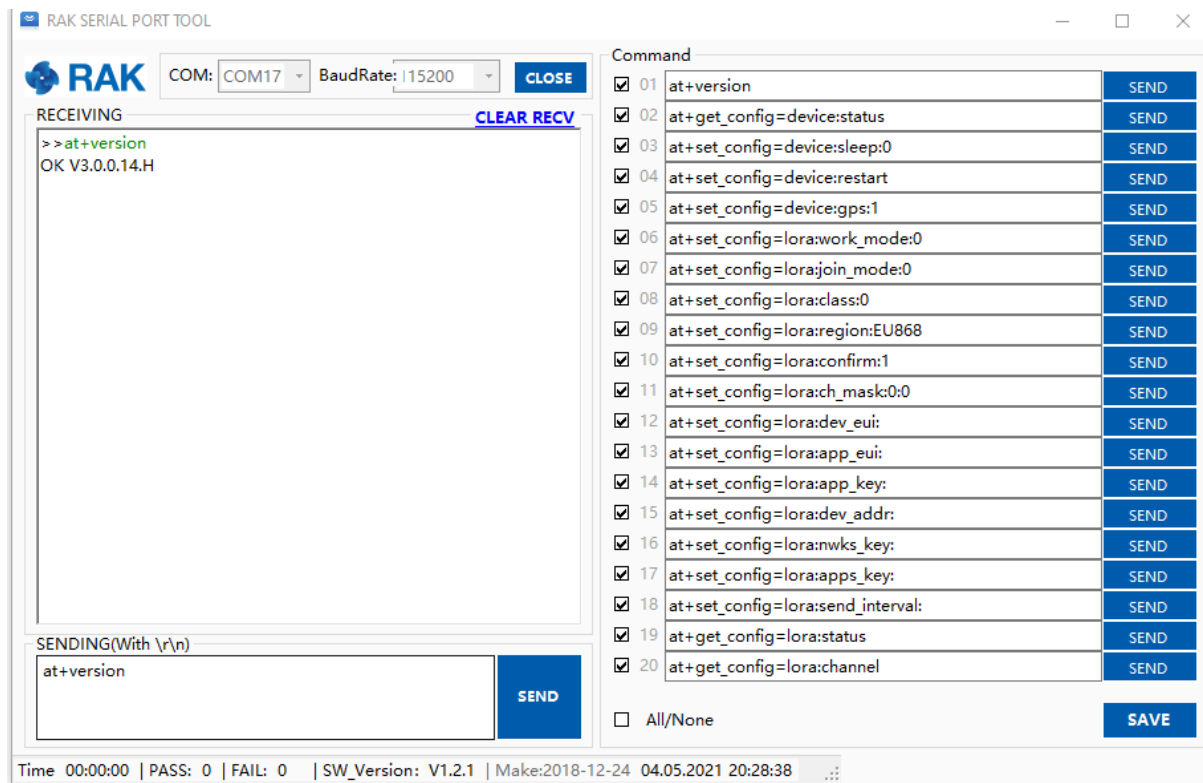 RAK SERIAL PORT TOOL
RAK COM: COM17 BaudRate: 115200 CLOSE
RECEIVING CLEAR RECV
>>at+version
OK V3.0.0.14.H
SENDING(With \r\n)
at+version
SEND
Command
01 at+version SEND
02 at+get_config=device:status SEND
03 at+set_config=device:sleep:0 SEND
04 at+set_config=device:restart SEND
05 at+set_config=device:gps:1 SEND
06 at+set_config=lora:work_mode:0 SEND
07 at+set_config=lora:join_mode:0 SEND
08 at+set_config=lora:class:0 SEND
09 at+set_config=lora:region:EU868 SEND
10 at+set_config=lora:confirm:1 SEND
11 at+set_config=lora:ch_mask:0:0 SEND
12 at+set_config=lora:dev_eui: SEND
13 at+set_config=lora:app_eui: SEND
14 at+set_config=lora:app_key: SEND
15 at+set_config=lora:dev_addr: SEND
16 at+set_config=lora:nwks_key: SEND
17 at+set_config=lora:apps_key: SEND
18 at+set_config=lora:send_interval: SEND
19 at+get_config=lora:status SEND
20 at+get_config=lora:channel SEND
All/None SAVE
Time 00:00:00 | PASS: 0 | FAIL: 0 | SW_Version: V1.2.1 | Make:2018-12-24 04.05.2021 20:28:38